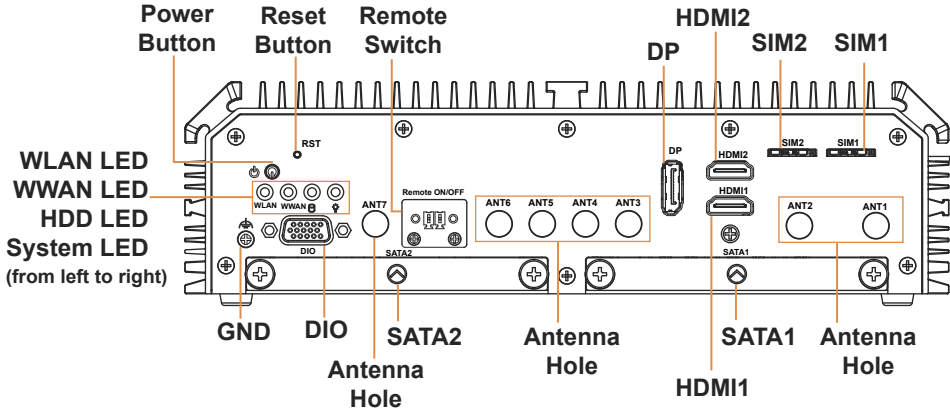 Power
Button
Reset
Button
Remote
Switch
HDMI2
DP
SIM2
SIM1
RST
DP
HDMI2
SIM2
SIM1
WLAN LED
WWAN LED
HDD LED
System LED
(from left to right)
WLAN
WWAN
ANT7
Remote ON/OFF
ANT6
ANT5
ANT4
ANT3
HDMI1
ANT2
ANT1
DIO
SATA2
SATA1
GND
DIO
SATA2
Antenna
Hole
SATA1
Antenna
Hole
Antenna
Hole
HDMI1